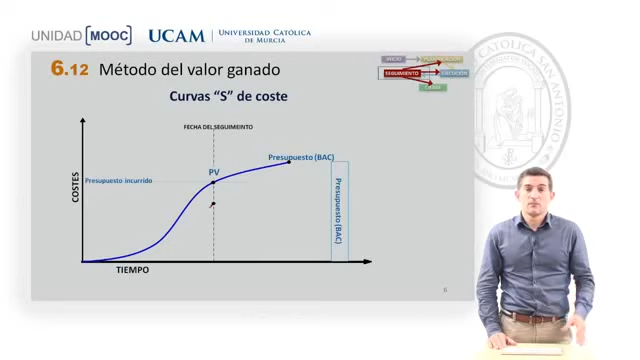 UNIDAD [MOOC]
UCAM
UNIVERSIDAD CATÓLICA
DE MURCIA
6.12 Método del valor ganado
INICIO
SEGUIMIENTO
Curvas “S” de coste
FECHA DEL SEGUIMEINTO
Presupuesto (BAC)
PV
Presupuesto incurrido
COSTES
Presupuesto (BAC)
TIEMPO
6